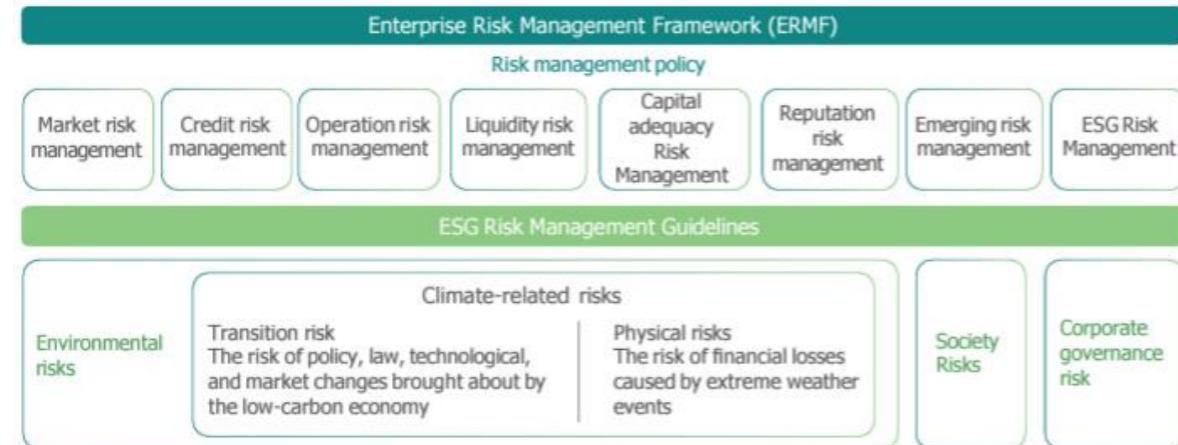 Enterprise Risk Management Framework (ERMF)
Risk management policy
Market risk
management
Credit risk
management
Operation risk
management
Liquidity risk
management
Capital
adequacy
Risk
Management
Reputation
risk
management
Emerging risk
management
ESG Risk
Management
ESG Risk Management Guidelines
Environmental
risks
Climate-related risks
Transition risk
The risk of policy, law, technological,
and market changes brought about by
the low-carbon economy
Physical risks
The risk of financial losses
caused by extreme weather
events
Society
Risks
Corporate
governance
risk